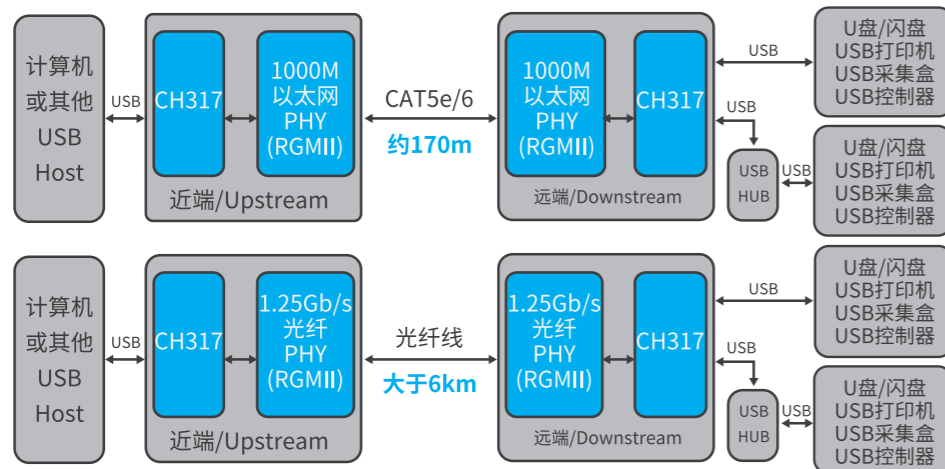 计算机
或其他
USB
Host
USB
CH317
1000M
以太网
PHY
(RGMII)
近端/Upstream
CAT5e/6
约170m
1000M
以太网
PHY
(RGMII)
CH317
远端/Downstream
USB
USB
USB
HUB
USB
U盘/闪盘
USB打印机
USB采集盒
USB控制器
U盘/闪盘
USB打印机
USB采集盒
USB控制器
计算机
或其他
USB
Host
USB
CH317
1.25Gb/s
光纤
PHY
(RGMII)
近端/Upstream
光纤线
大于6km
1.25Gb/s
光纤
PHY
(RGMII)
CH317
远端/Downstream
USB
USB
USB
HUB
USB
U盘/闪盘
USB打印机
USB采集盒
USB控制器
U盘/闪盘
USB打印机
USB采集盒
USB控制器